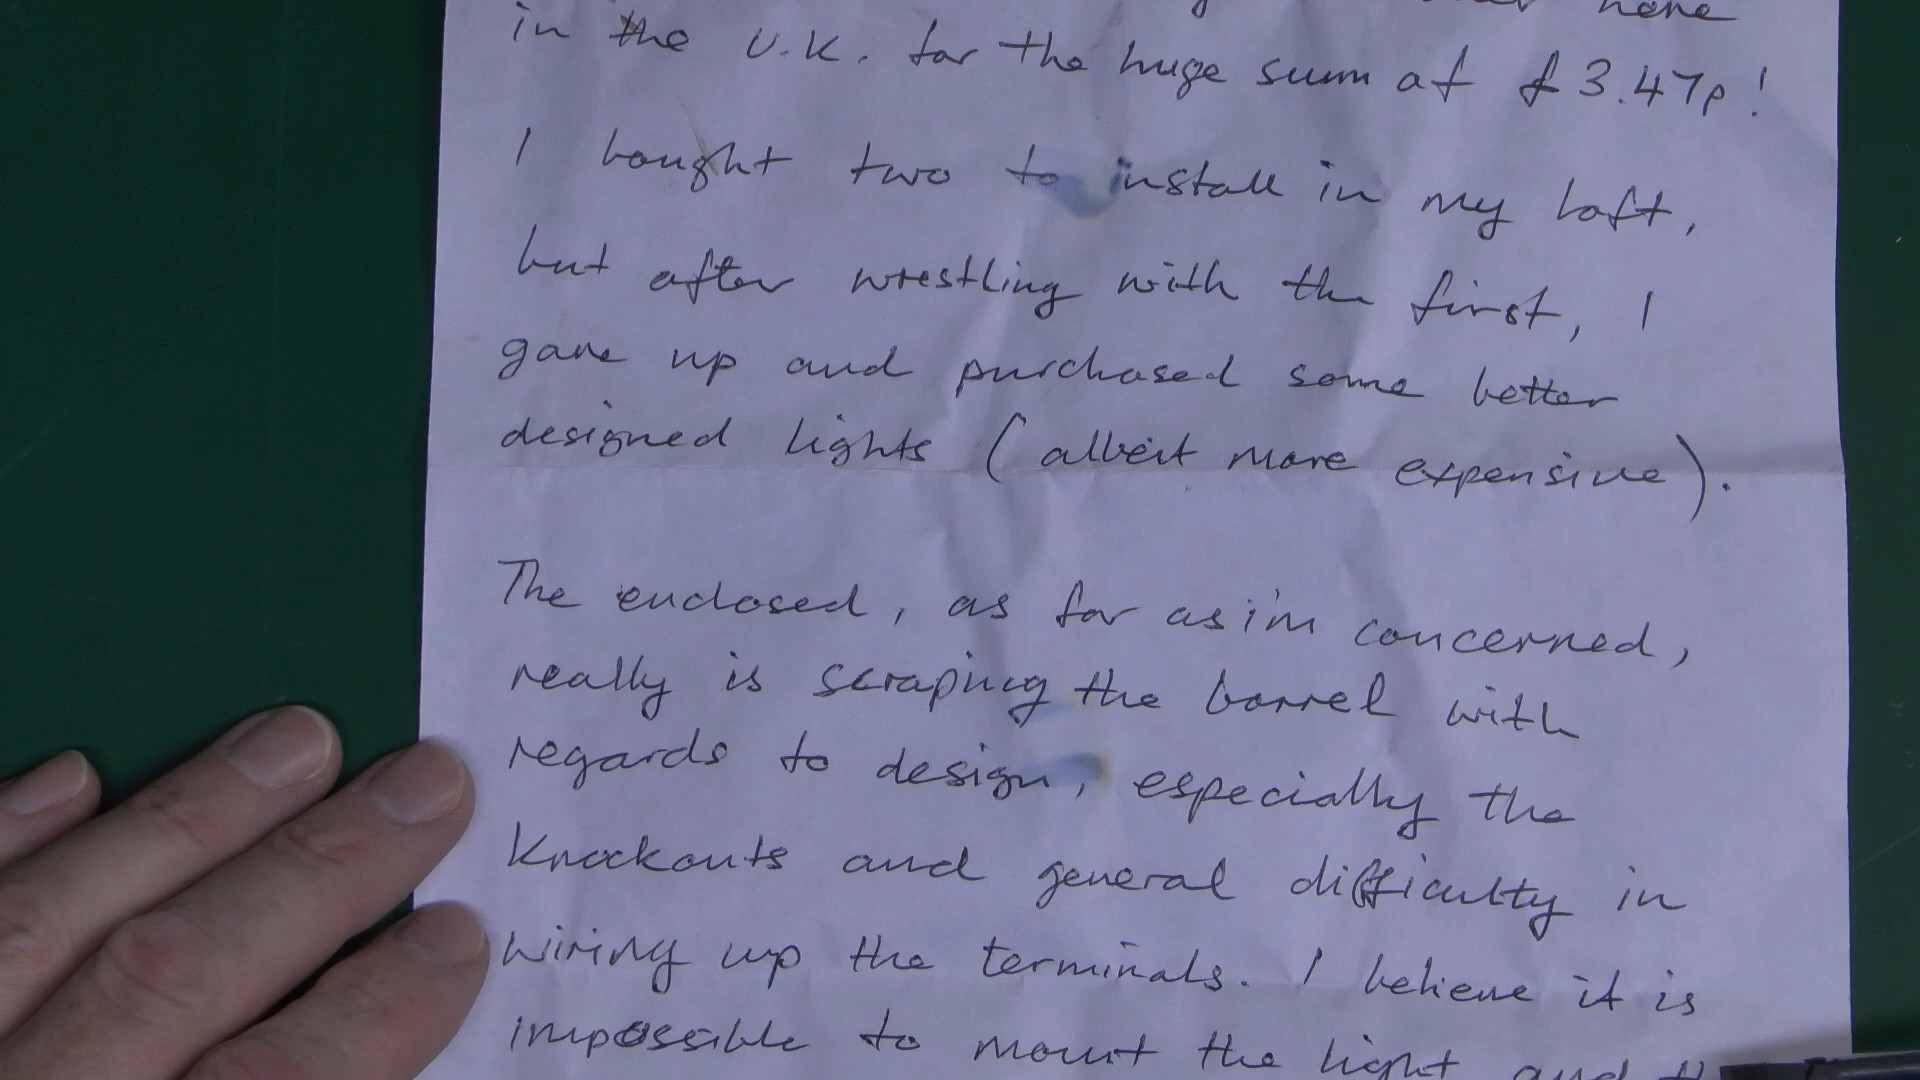 here
in the U.K. for the huge sum of £3.47p!
I bought two to install in my loft,
but after wrestling with the first, I
gave up and purchased some better
designed lights (albeit more expensive).
The enclosed, as far as i'm concerned,
really is scraping the barrel with
regards to design, especially the
Knockouts and general difficulty in
wiring up the terminals. I believe it is
impossible to mount the light and